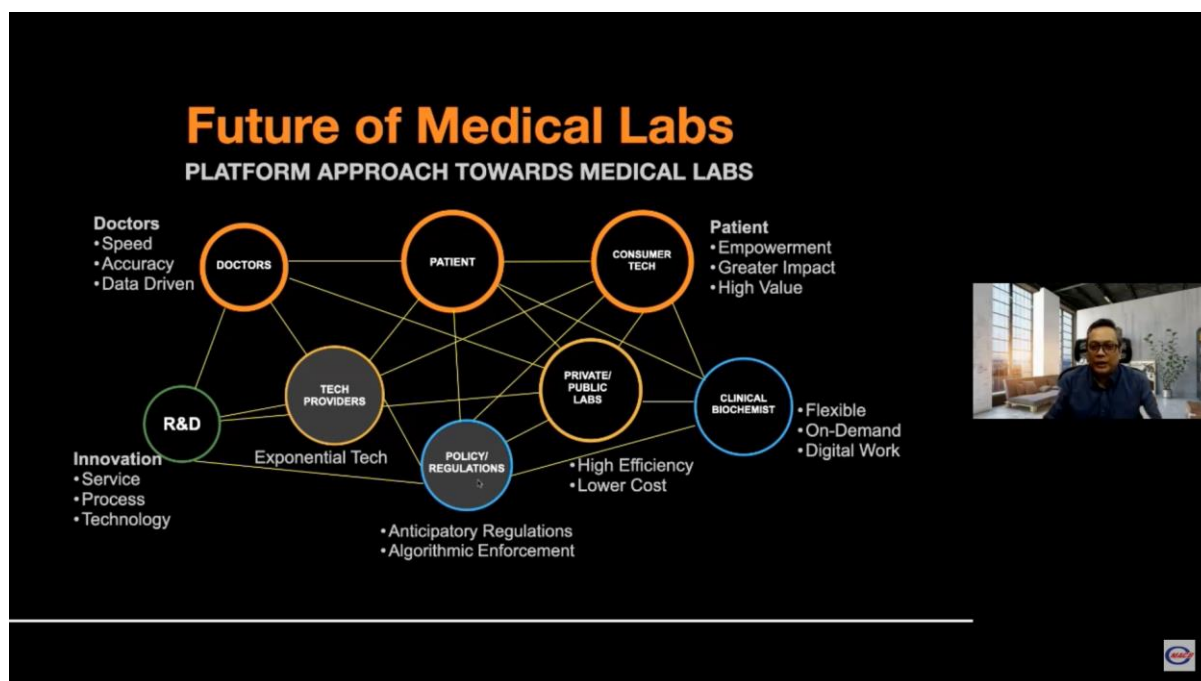 Future of Medical Labs
PLATFORM APPROACH TOWARDS MEDICAL LABS
Doctors
•Speed
•Accuracy
•Data Driven
DOCTORS
PATIENT
CONSUMER
TECH
Patient
•Empowerment
•Greater Impact
•High Value
R&D
TECH
PROVIDERS
PRIVATE/
PUBLIC
LABS
CLINICAL
BIOCHEMIST
•Flexible
•On-Demand
•Digital Work
Innovation
•Service
•Process
•Technology
Exponential Tech
POLICY/
REGULATIONS
•High Efficiency
•Lower Cost
•Anticipatory Regulations
•Algorithmic Enforcement